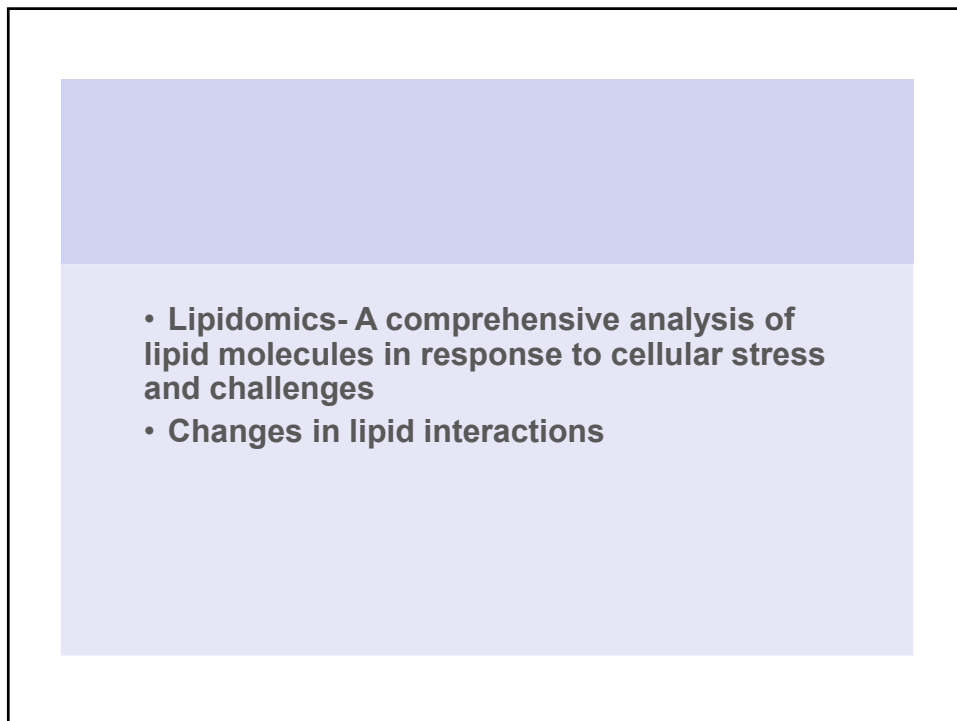 • Lipidomics- A comprehensive analysis of
lipid molecules in response to cellular stress
and challenges
• Changes in lipid interactions